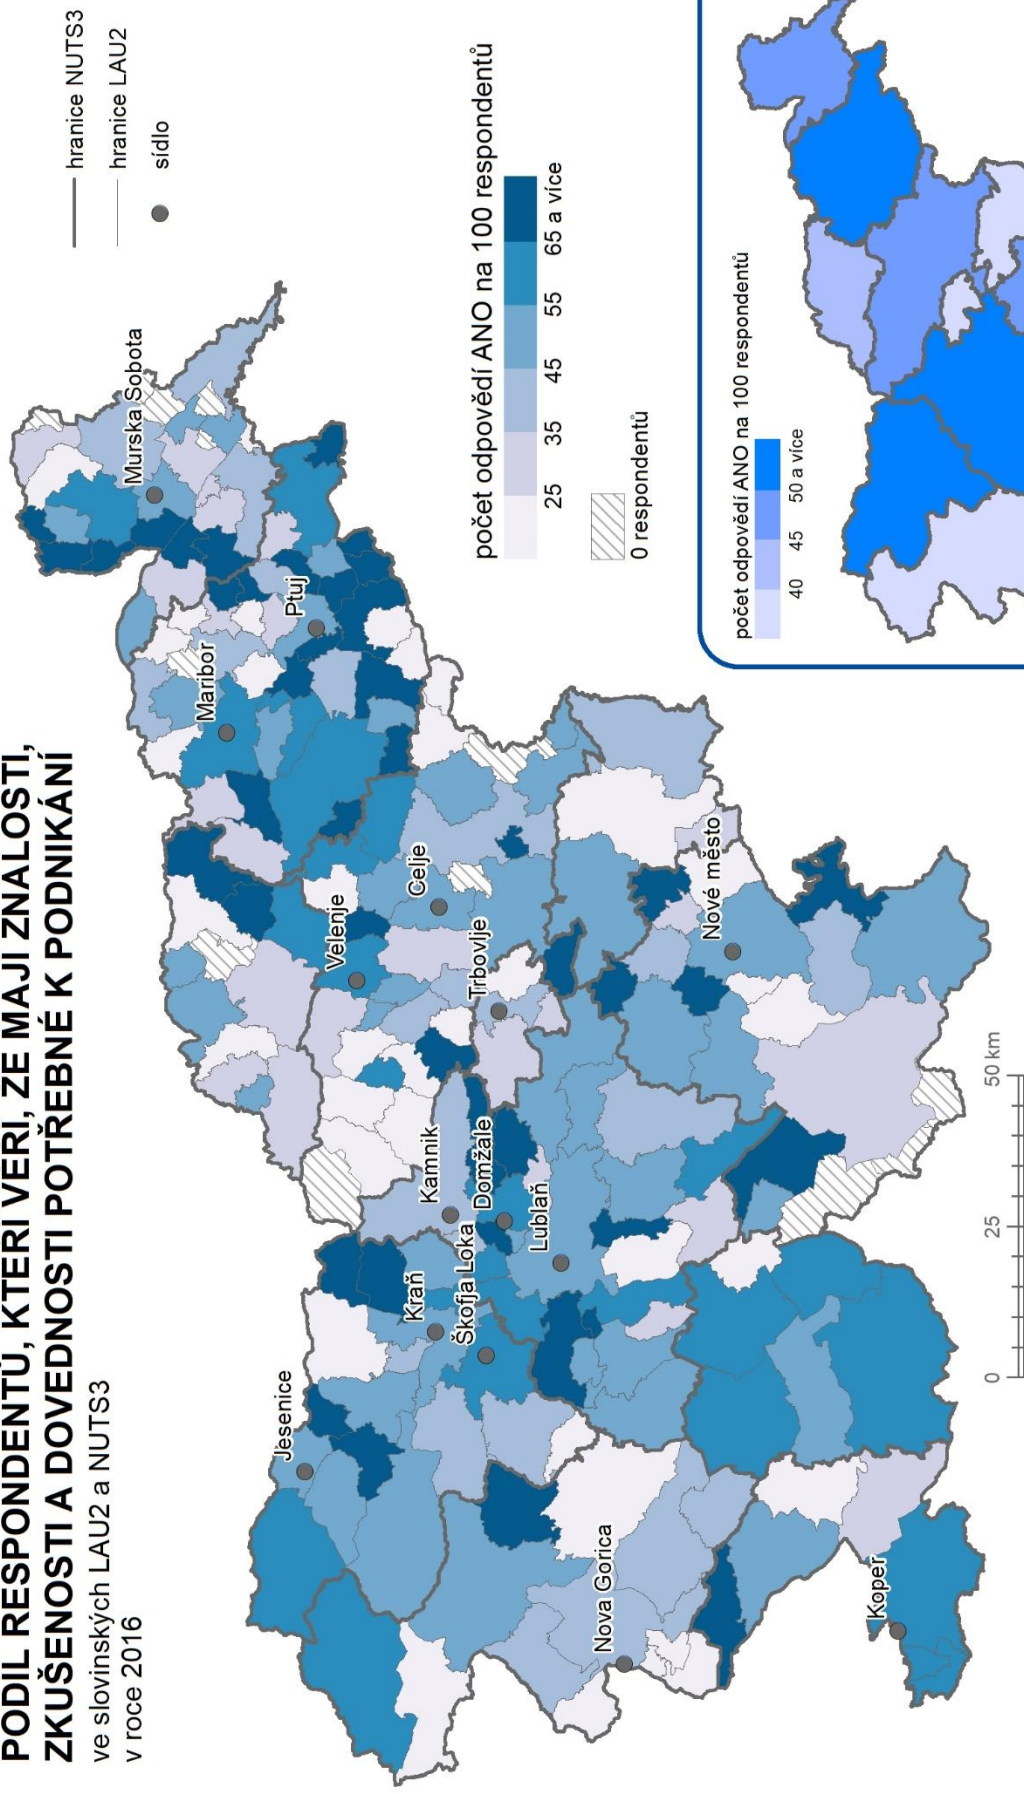 PODÍL RESPONDENTŮ, KTEŘÍ VĚŘÍ, ŽE MAJÍ ZNALOSTI,
ZKUŠENOSTI A DOVEDNOSTI POTŘEBNÉ K PODNIKÁNÍ
ve slovinských LAU2 a NUTS3
v roce 2016
hranice NUTS3
hranice LAU2
sídlo
Murska Sobota
Maribor
Ptuj
Velenje
Celje
Trbovlje
Nové město
Jesenice
Kraň
Kamnik
Škofja Loka
Domžale
Lublaň
Nova Gorica
Koper
počet odpovědí ANO na 100 respondentů
25
35
45
55
65 a více
0 respondentů
počet odpovědí ANO na 100 respondentů
40
45
50 a více
0
25
50 km